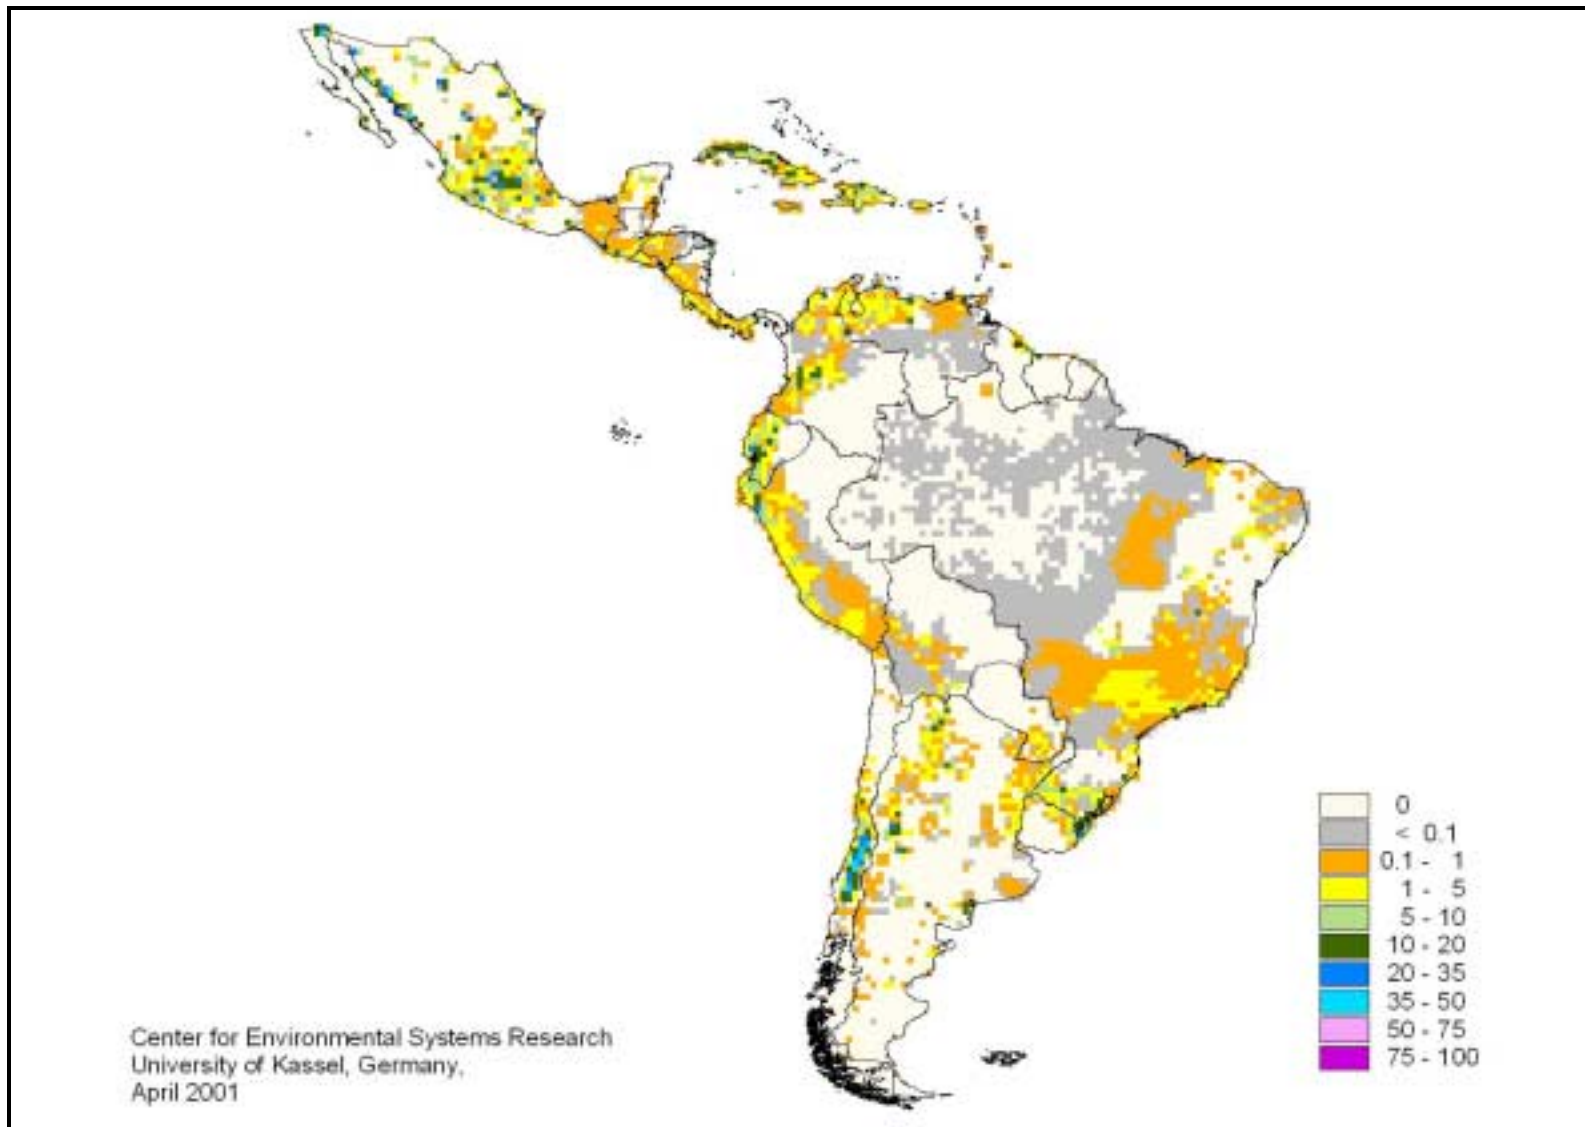 0
< 0.1
0.1 - 1
1 - 5
5 - 10
10 - 20
20 - 35
35 - 50
50 - 75
75 - 100
Center for Environmental Systems Research
University of Kassel, Germany,
April 2001